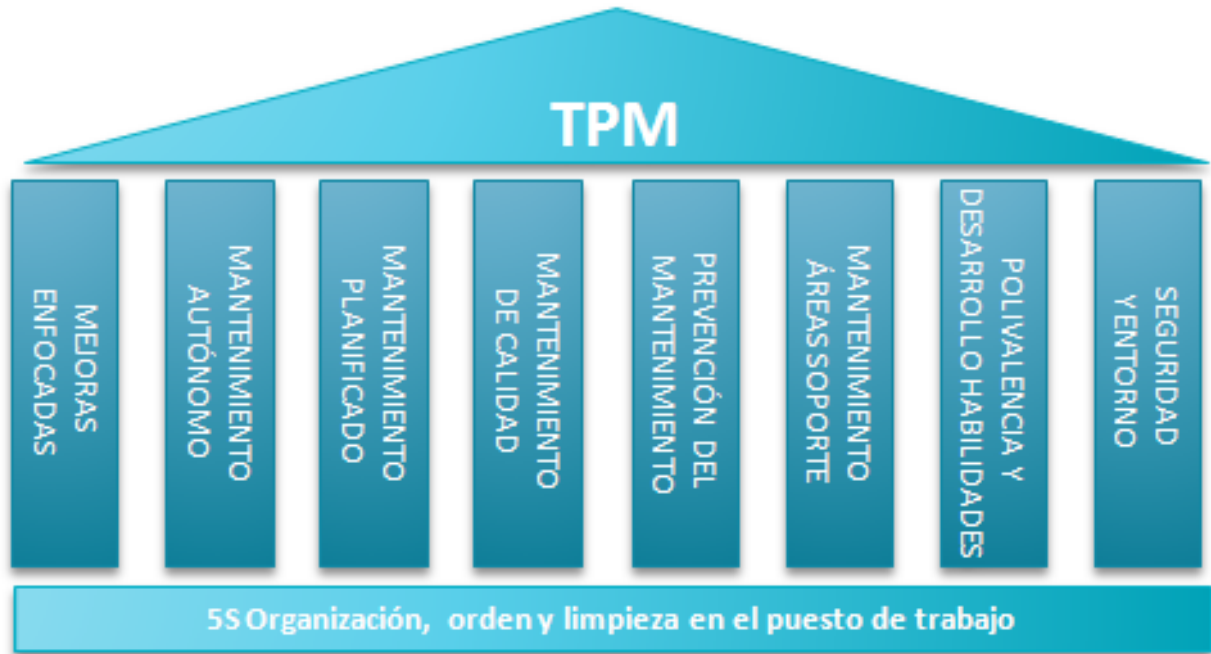 TPM
MEJORAS
ENFOCADAS
MANTENIMIENTO
AUTÓNOMO
MANTENIMIENTO
PLANIFICADO
MANTENIMIENTO
DE CALIDAD
PREVENCIÓN DEL
MANTENIMIENTO
MANTENIMIENTO
ÁREAS SOPORTE
POLIVALENCIA Y
DESARROLLO HABILIDADES
SEGURIDAD
Y ENTORNO
5S Organización, orden y limpieza en el puesto de trabajo